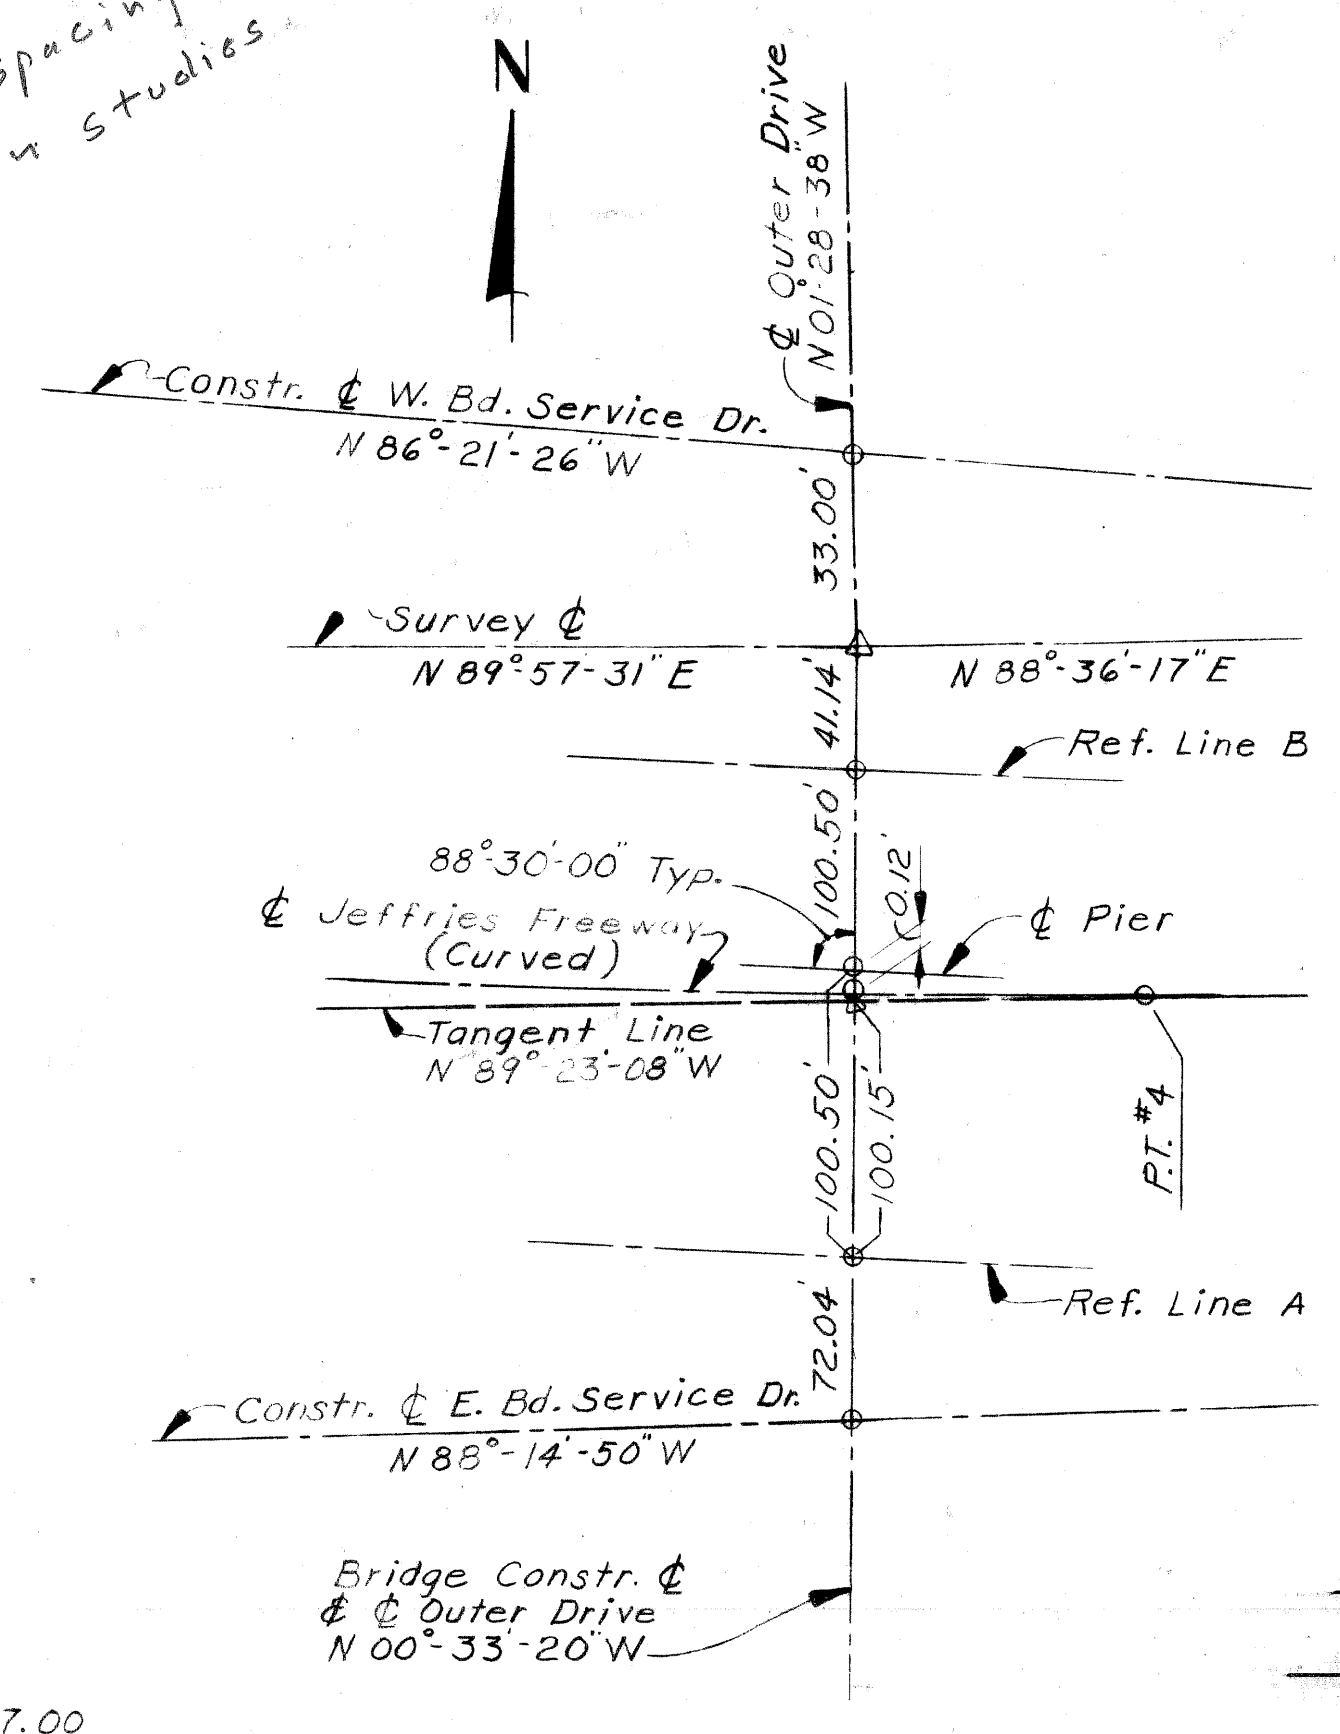 spacing
studies
N
℄ Outer Drive
N 01°-28'-38" W
Constr. ℄ W. Bd. Service Dr.
N 86°-21'-26" W
33.00'
Survey ℄
N 89°-57'-31" E
N 88°-36'-17" E
41.14'
Ref. Line B
100.50'
88°-30'-00" Typ.
0.12'
℄ Jeffries Freeway
(Curved)
℄ Pier
Tangent Line
N 89°-23'-08" W
100.50'
100.15'
P.T. #4
Ref. Line A
72.04'
Constr. ℄ E. Bd. Service Dr.
N 88°-14'-50" W
Bridge Constr. ℄
& ℄ Outer Drive
N 00°-33'-20" W
7.00